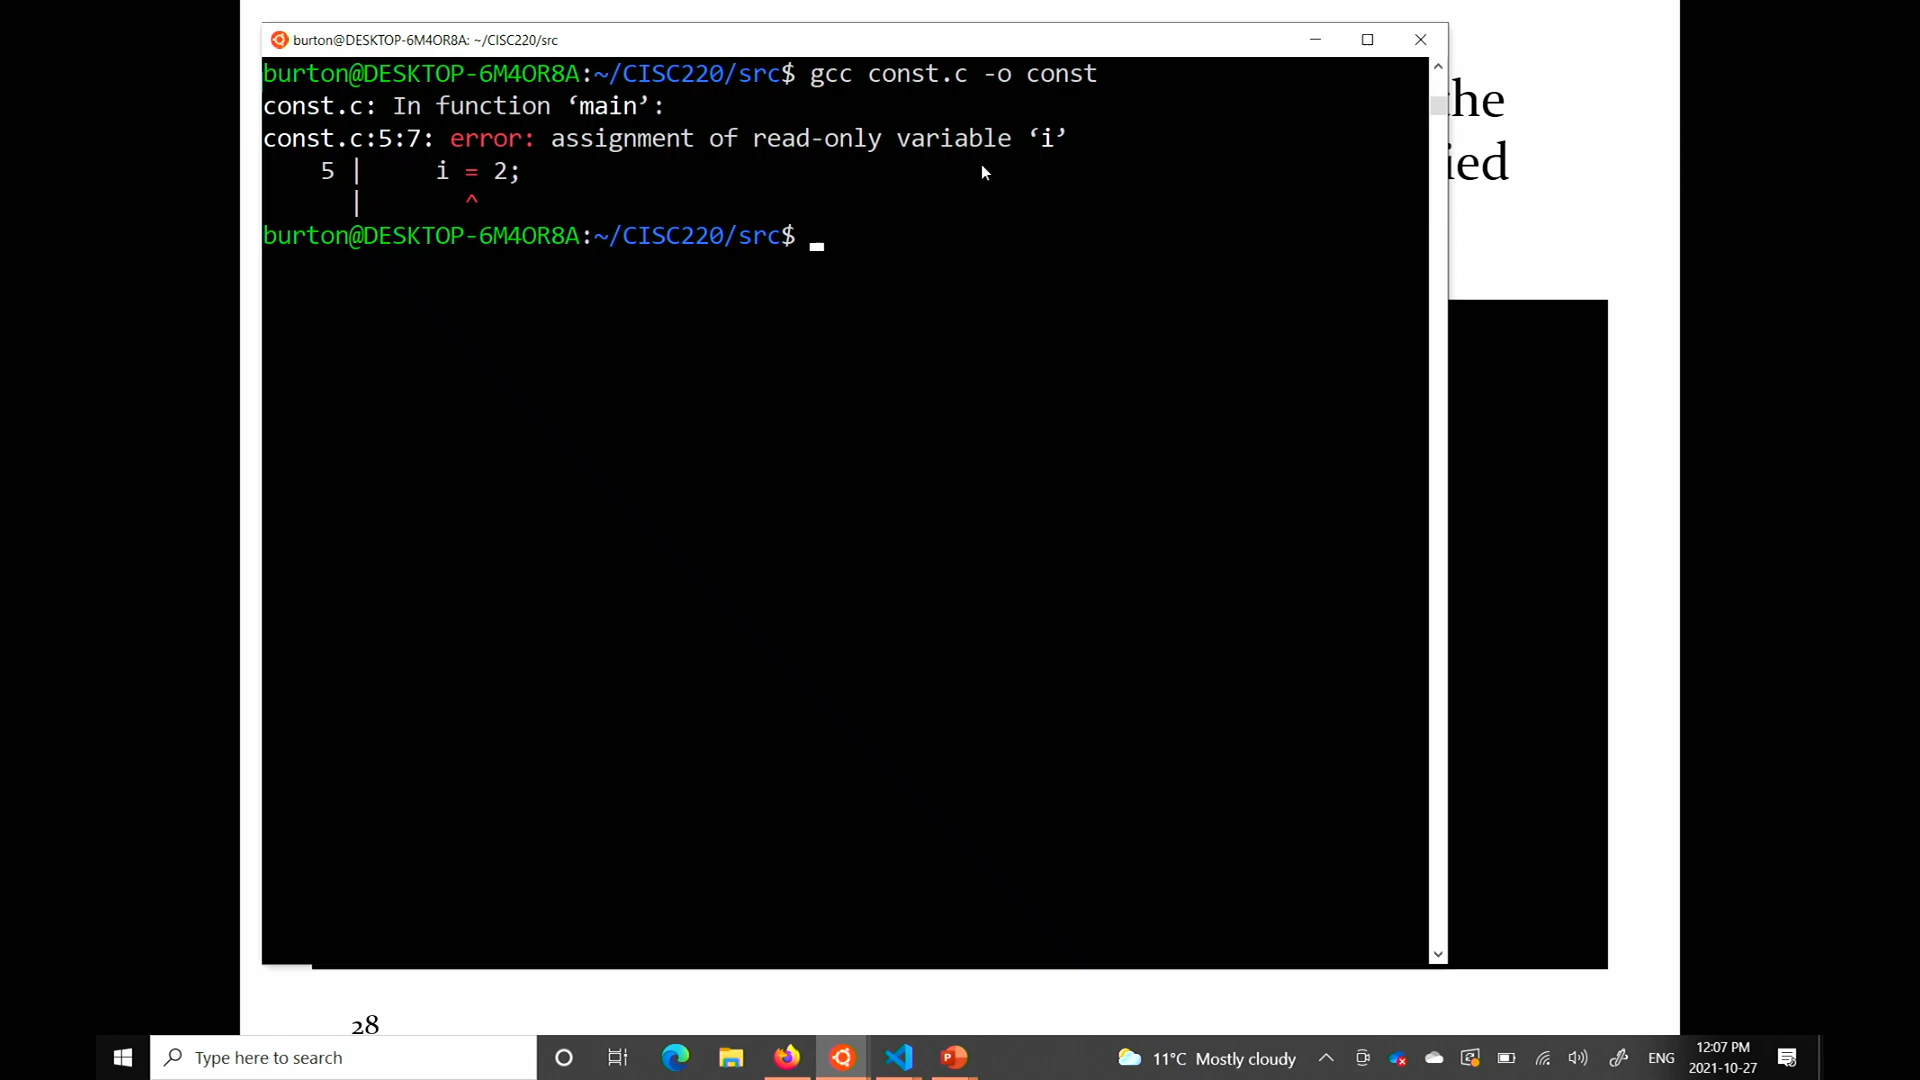 burton@DESKTOP-6M4OR8A: ~/CISC220/src
burton@DESKTOP-6M4OR8A:~/CISC220/src$ gcc const.c -o const
const.c: In function ‘main’:
const.c:5:7: error: assignment of read-only variable ‘i’
5 |     i = 2;
|       ^
burton@DESKTOP-6M4OR8A:~/CISC220/src$
the
ied
28
Type here to search
11°C Mostly cloudy
ENG
12:07 PM
2021-10-27